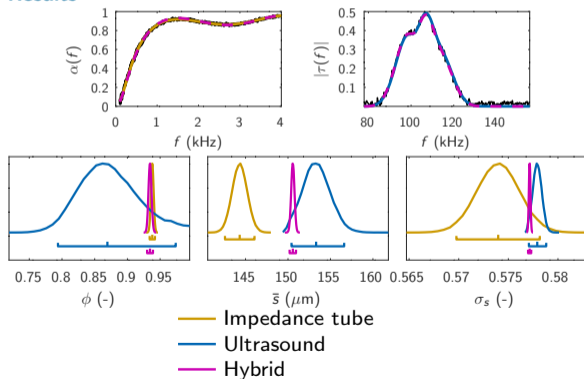 Results
α(f)
1
0.8
0.6
0.4
0.2
0
0 1 2 3 4
f (kHz)
|τ(f)|
0.5
0.4
0.3
0.2
0.1
80 100 120 140
f (kHz)
0.75 0.8 0.85 0.9 0.95
ϕ (-)
145 150 155 160
s̄ (μm)
0.565 0.57 0.575 0.58
σs (-)
Impedance tube
Ultrasound
Hybrid